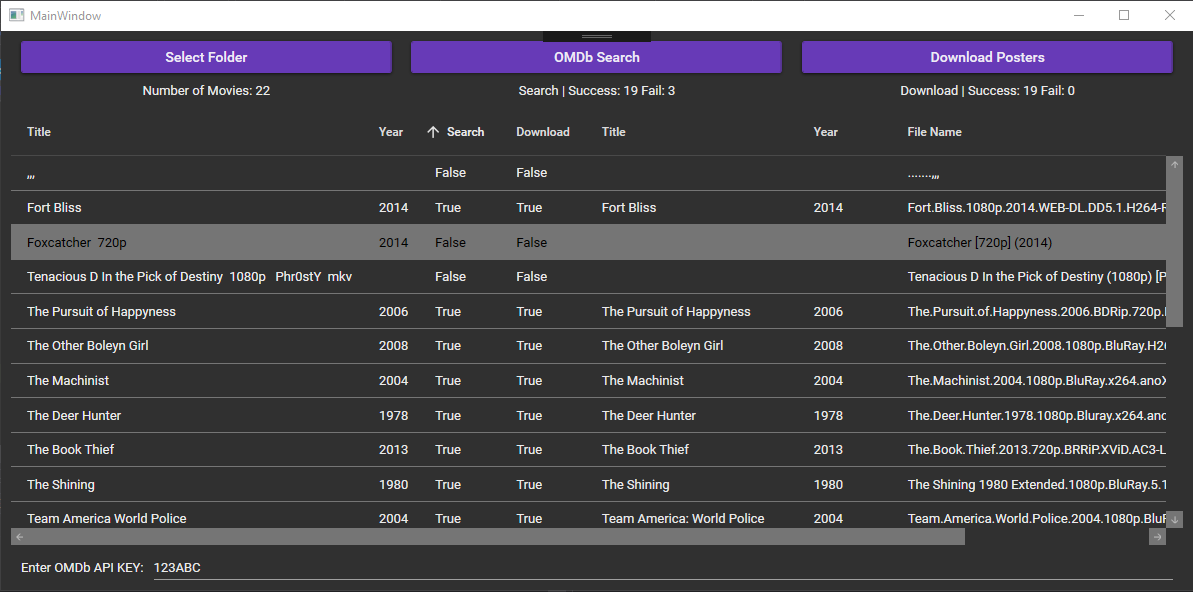 MainWindow
Select Folder OMDb Search Download Posters
Number of Movies: 22 Search | Success: 19 Fail: 3 Download | Success: 19 Fail: 0
Title Year Search Download Title Year File Name
,,, False False .......,,,
Fort Bliss 2014 True True Fort Bliss 2014 Fort.Bliss.1080p.2014.WEB-DL.DD5.1.H264-F
Foxcatcher 720p 2014 False False Foxcatcher [720p] (2014)
Tenacious D In the Pick of Destiny 1080p Phr0stY mkv False False Tenacious D In the Pick of Destiny (1080p) [P
The Pursuit of Happyness 2006 True True The Pursuit of Happyness 2006 The.Pursuit.of.Happyness.2006.BDRip.720p.
The Other Boleyn Girl 2008 True True The Other Boleyn Girl 2008 The.Other.Boleyn.Girl.2008.1080p.BluRay.H26
The Machinist 2004 True True The Machinist 2004 The.Machinist.2004.1080p.BluRay.x264.anoX
The Deer Hunter 1978 True True The Deer Hunter 1978 The.Deer.Hunter.1978.1080p.Bluray.x264.ano
The Book Thief 2013 True True The Book Thief 2013 The.Book.Thief.2013.720p.BRRiP.XViD.AC3-L
The Shining 1980 True True The Shining 1980 The Shining 1980 Extended.1080p.BluRay.5.1
Team America World Police 2004 True True Team America: World Police 2004 Team.America.World.Police.2004.1080p.BluR
Enter OMDb API KEY: 123ABC